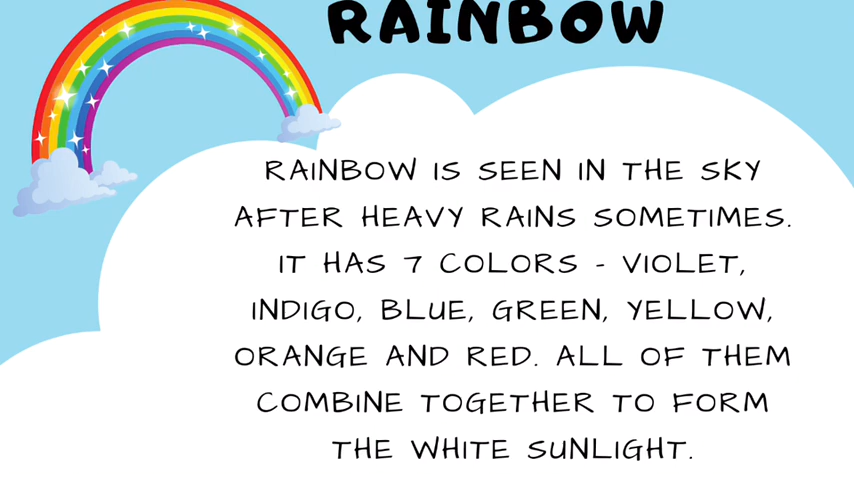 RAINBOW
RAINBOW IS SEEN IN THE SKY
AFTER HEAVY RAINS SOMETIMES.
IT HAS 7 COLORS - VIOLET,
INDIGO, BLUE, GREEN, YELLOW,
ORANGE AND RED. ALL OF THEM
COMBINE TOGETHER TO FORM
THE WHITE SUNLIGHT.